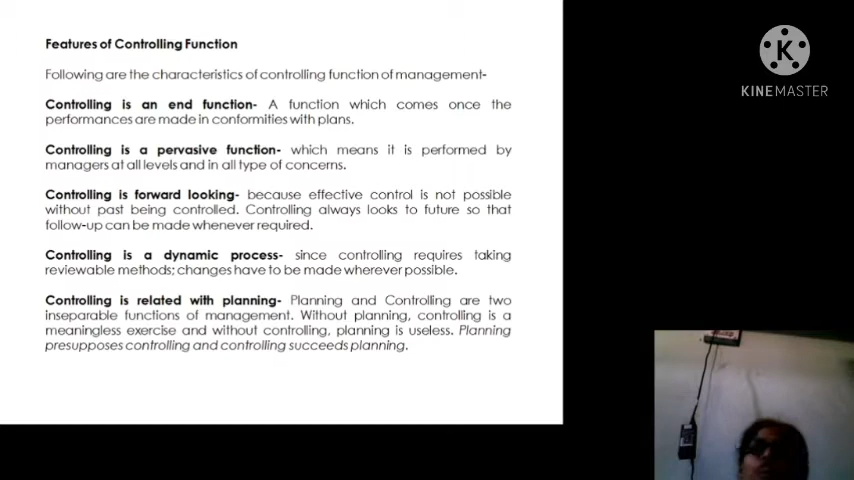 Features of Controlling Function
Following are the characteristics of controlling function of management-
Controlling is an end function- A function which comes once the
performances are made in conformities with plans.
Controlling is a pervasive function- which means it is performed by
managers at all levels and in all type of concerns.
Controlling is forward looking- because effective control is not possible
without past being controlled. Controlling always looks to future so that
follow-up can be made whenever required.
Controlling is a dynamic process- since controlling requires taking
reviewable methods; changes have to be made wherever possible.
Controlling is related with planning- Planning and Controlling are two
inseparable functions of management. Without planning, controlling is a
meaningless exercise and without controlling, planning is useless. Planning
presupposes controlling and controlling succeeds planning.
K
KINEMASTER